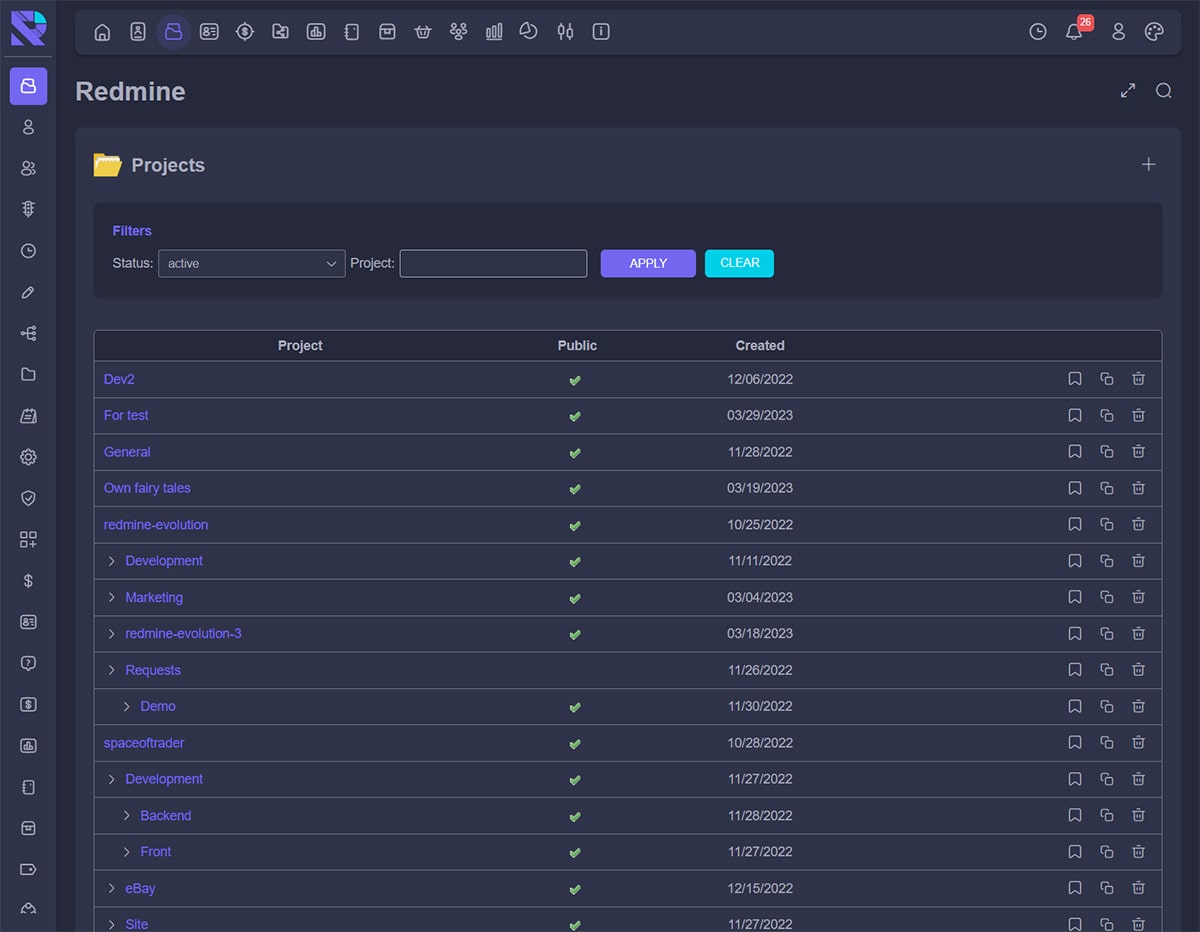 26
Redmine
Projects
Filters
Status: active Project: APPLY CLEAR
Project Public Created
Dev2 12/06/2022
For test 03/29/2023
General 11/28/2022
Own fairy tales 03/19/2023
redmine-evolution 10/25/2022
Development 11/11/2022
Marketing 03/04/2023
redmine-evolution-3 03/18/2023
Requests 11/26/2022
Demo 11/30/2022
spaceoftrader 10/28/2022
Development 11/27/2022
Backend 11/28/2022
Front 11/27/2022
eBay 12/15/2022
Site 11/27/2022